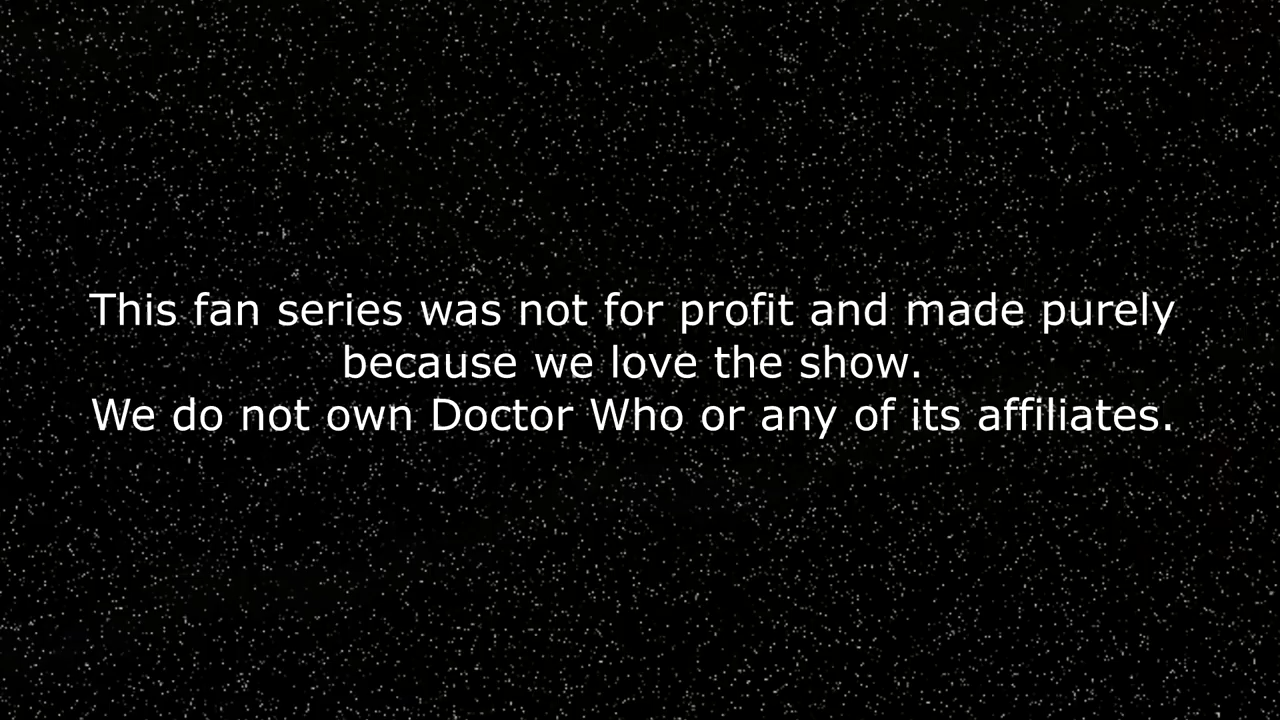 This fan series was not for profit and made purely
because we love the show.
We do not own Doctor Who or any of its affiliates.